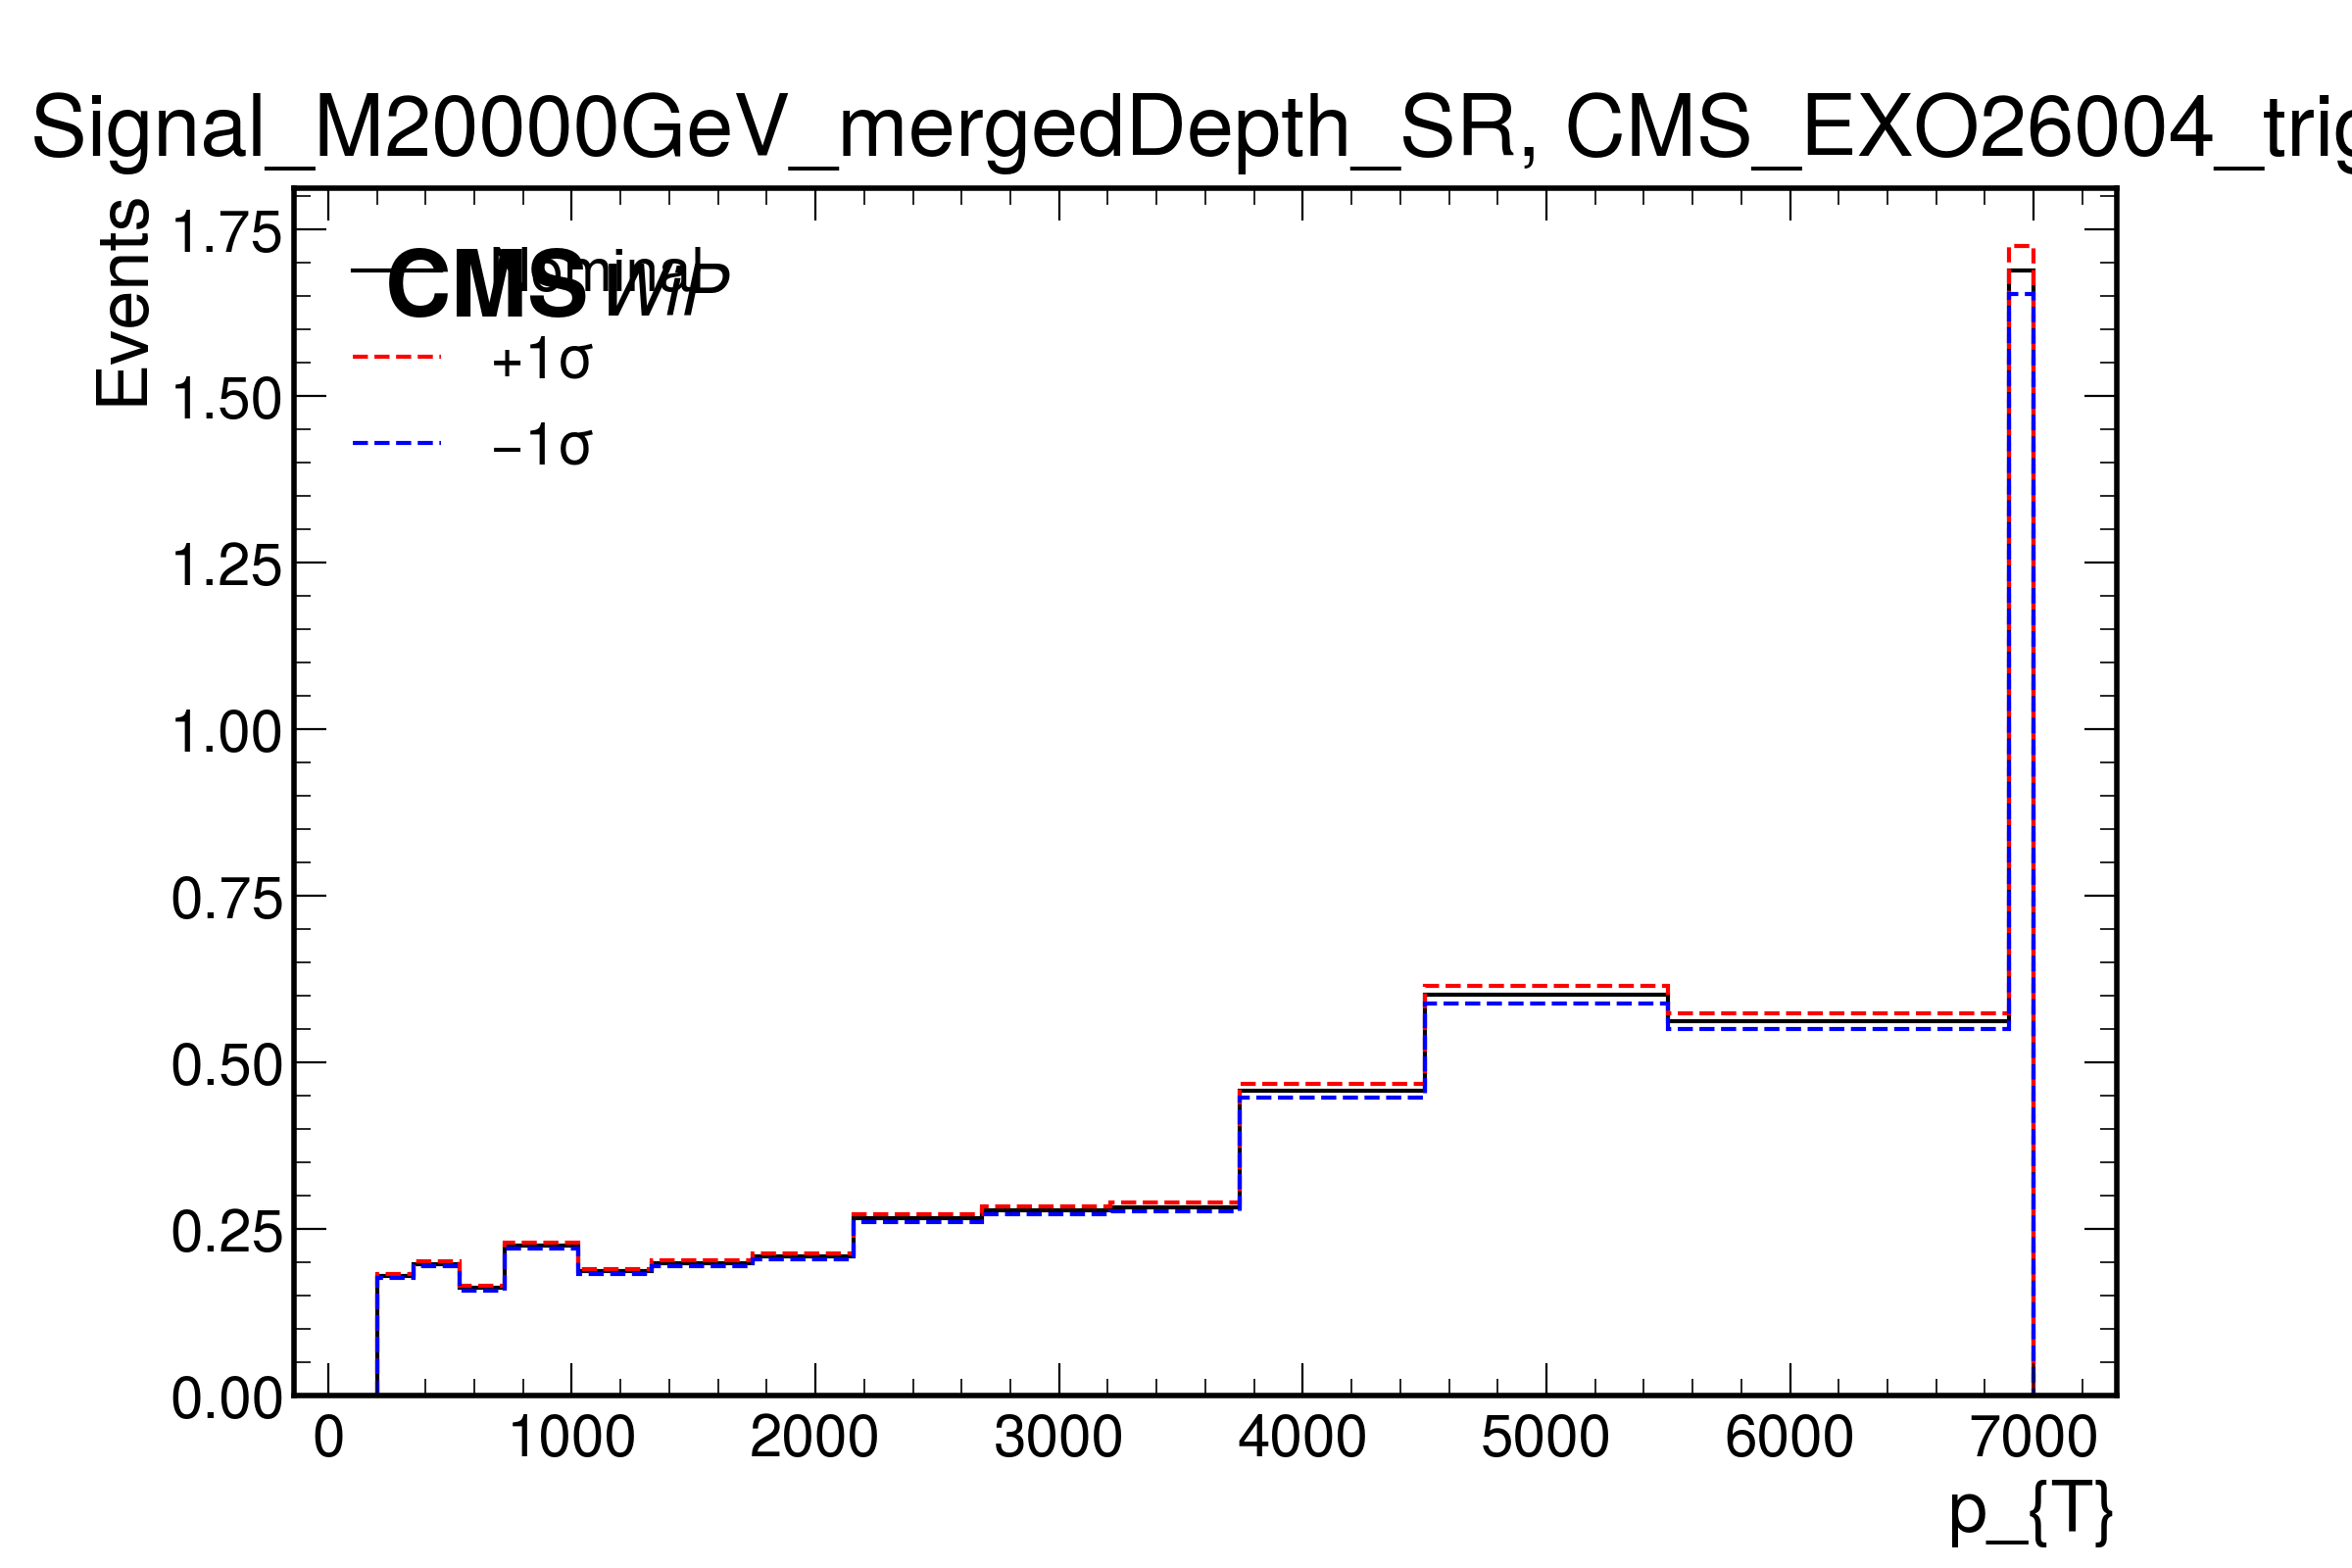 Signal_M20000GeV_mergedDepth_SR, CMS_EXO26004_trig
Events
1.75
1.50
1.25
1.00
0.75
0.50
0.25
0.00
CMS WiP
Nominal
+1σ
−1σ
0 1000 2000 3000 4000 5000 6000 7000
p_{T}